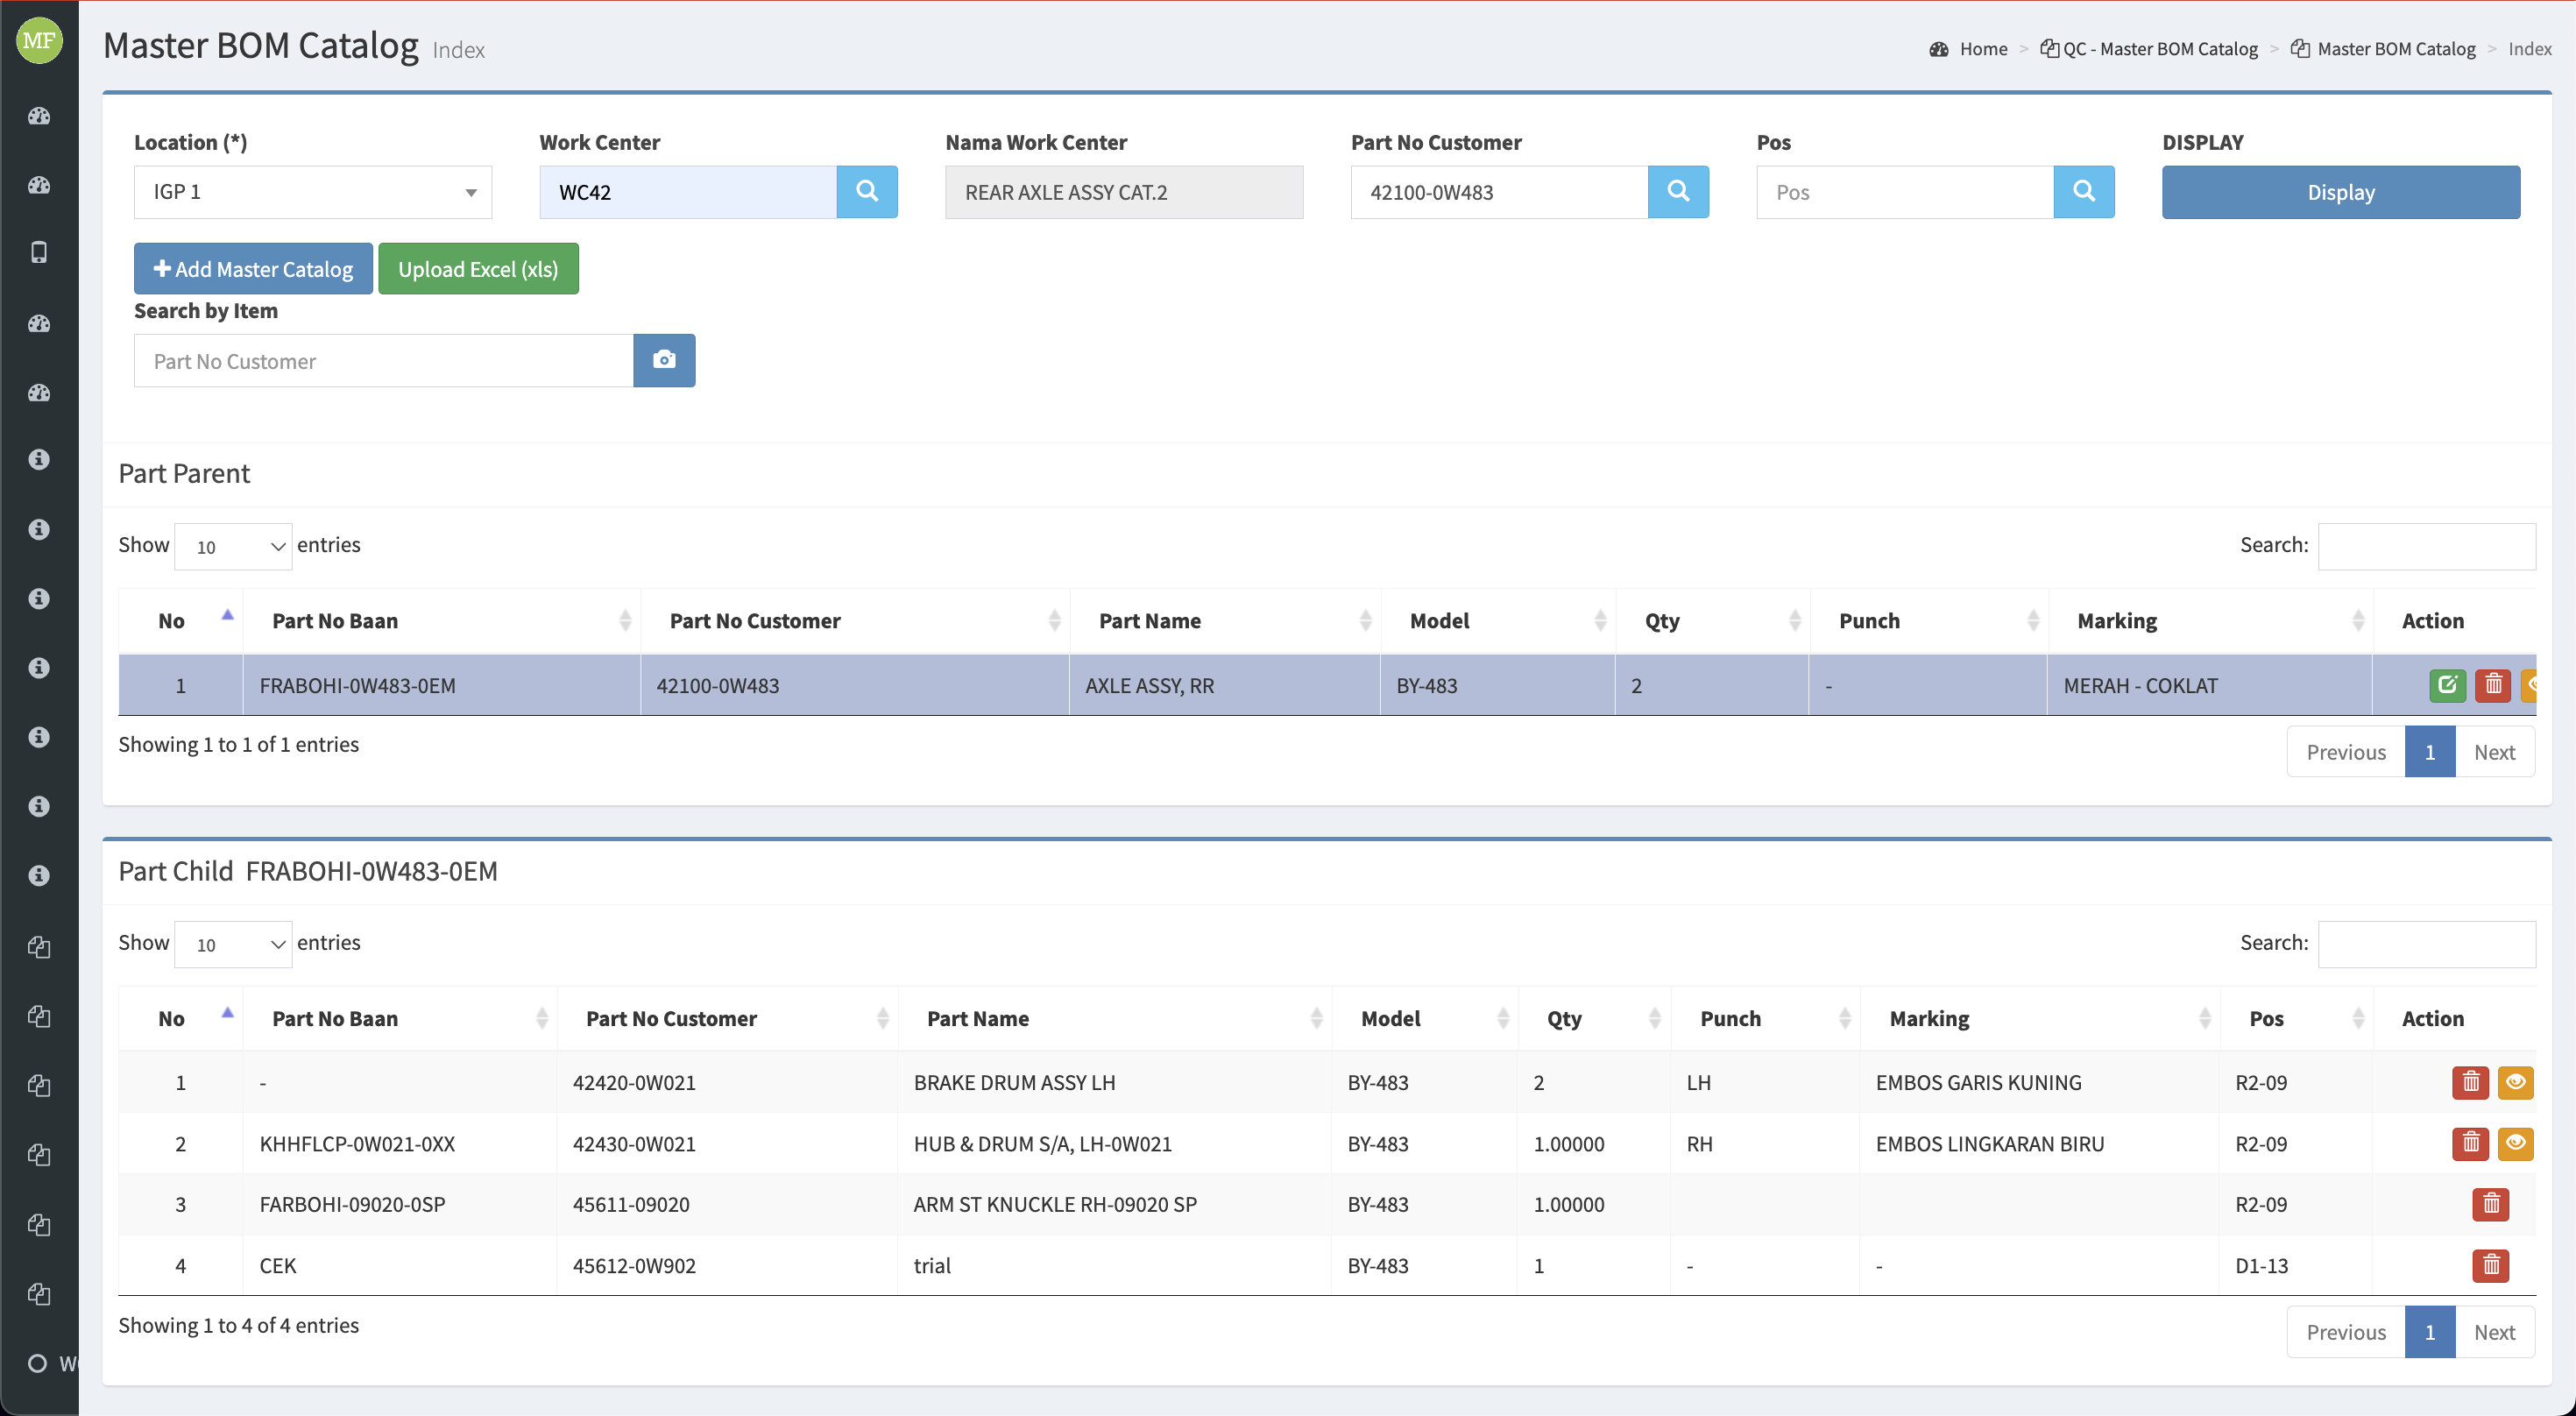 MF
Master BOM Catalog Index
Home > QC - Master BOM Catalog > Master BOM Catalog > Index
Location (*) Work Center Nama Work Center Part No Customer Pos DISPLAY
IGP 1 WC42 REAR AXLE ASSY CAT.2 42100-0W483 Pos Display
Add Master Catalog Upload Excel (xls)
Search by Item
Part No Customer
Part Parent
Show 10 entries Search:
No Part No Baan Part No Customer Part Name Model Qty Punch Marking Action
1 FRABOHI-0W483-0EM 42100-0W483 AXLE ASSY, RR BY-483 2 - MERAH - COKLAT
Showing 1 to 1 of 1 entries Previous 1 Next
Part Child FRABOHI-0W483-0EM
Show 10 entries Search:
No Part No Baan Part No Customer Part Name Model Qty Punch Marking Pos Action
1 - 42420-0W021 BRAKE DRUM ASSY LH BY-483 2 LH EMBOS GARIS KUNING R2-09
2 KHHFLCP-0W021-0XX 42430-0W021 HUB & DRUM S/A, LH-0W021 BY-483 1.00000 RH EMBOS LINGKARAN BIRU R2-09
3 FARBOHI-09020-0SP 45611-09020 ARM ST KNUCKLE RH-09020 SP BY-483 1.00000 R2-09
4 CEK 45612-0W902 trial BY-483 1 - - D1-13
Showing 1 to 4 of 4 entries Previous 1 Next